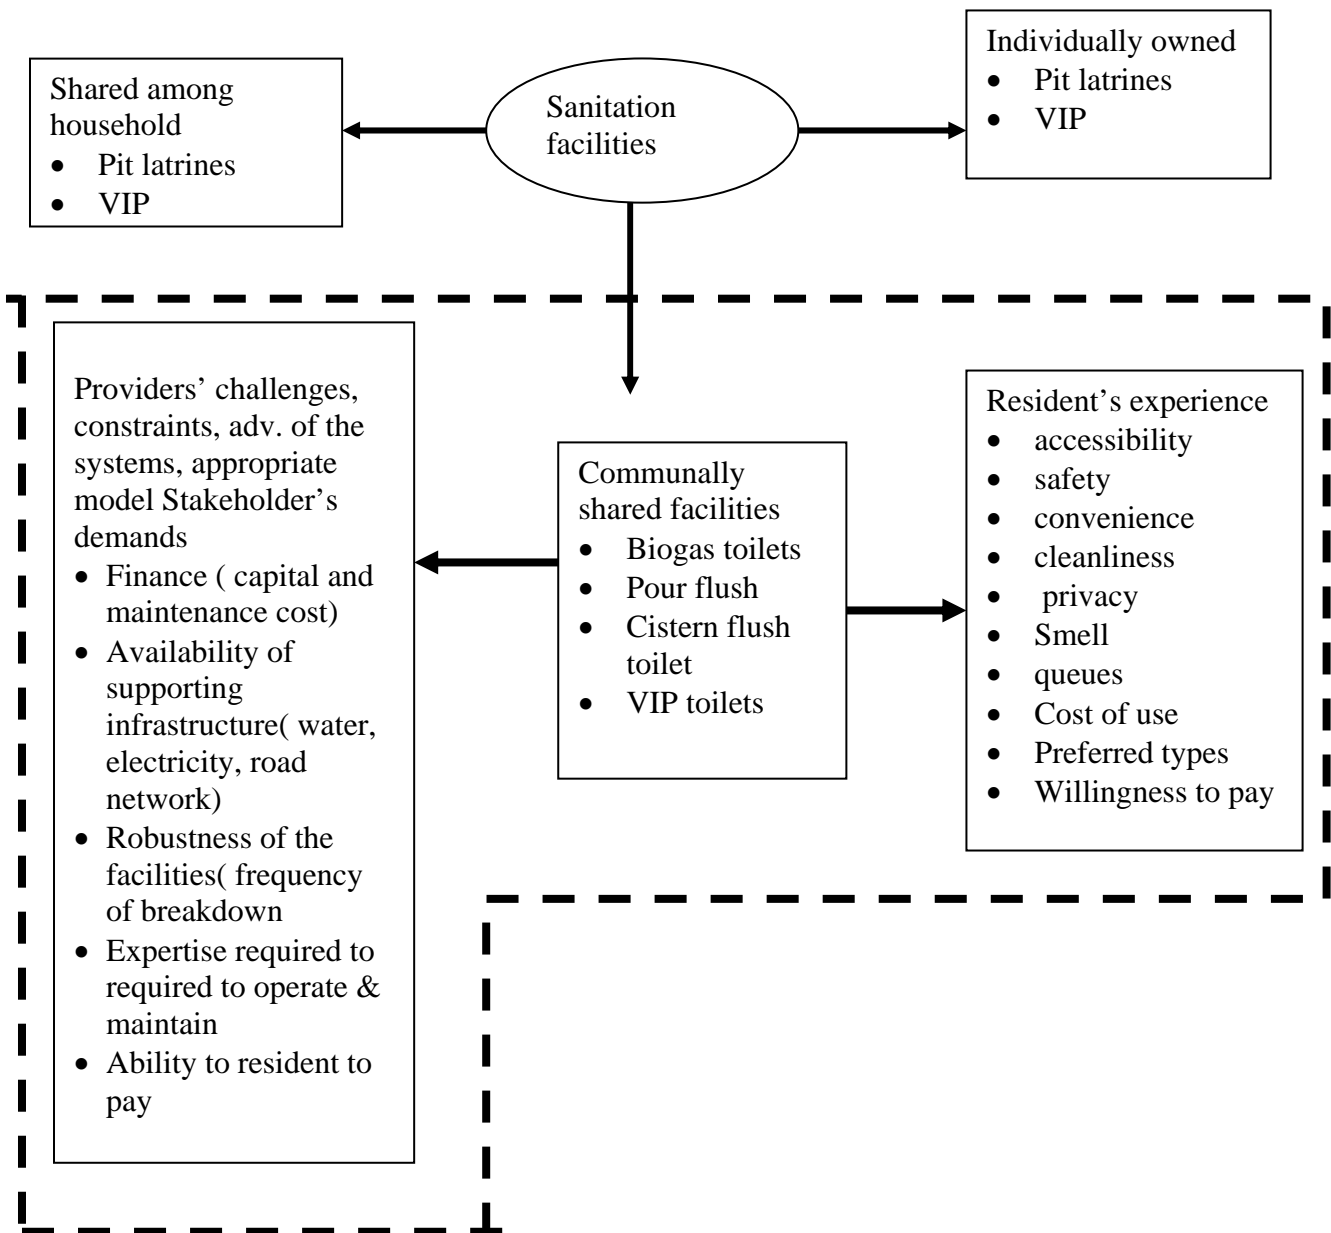 Shared among
household
• Pit latrines
• VIP
Sanitation
facilities
Individually owned
• Pit latrines
• VIP
Providers’ challenges,
constraints, adv. of the
systems, appropriate
model Stakeholder’s
demands
• Finance ( capital and
maintenance cost)
• Availability of
supporting
infrastructure( water,
electricity, road
network)
• Robustness of the
facilities( frequency
of breakdown
• Expertise required to
required to operate &
maintain
• Ability to resident to
pay
Communally
shared facilities
• Biogas toilets
• Pour flush
• Cistern flush
toilet
• VIP toilets
Resident’s experience
• accessibility
• safety
• convenience
• cleanliness
• privacy
• Smell
• queues
• Cost of use
• Preferred types
• Willingness to pay